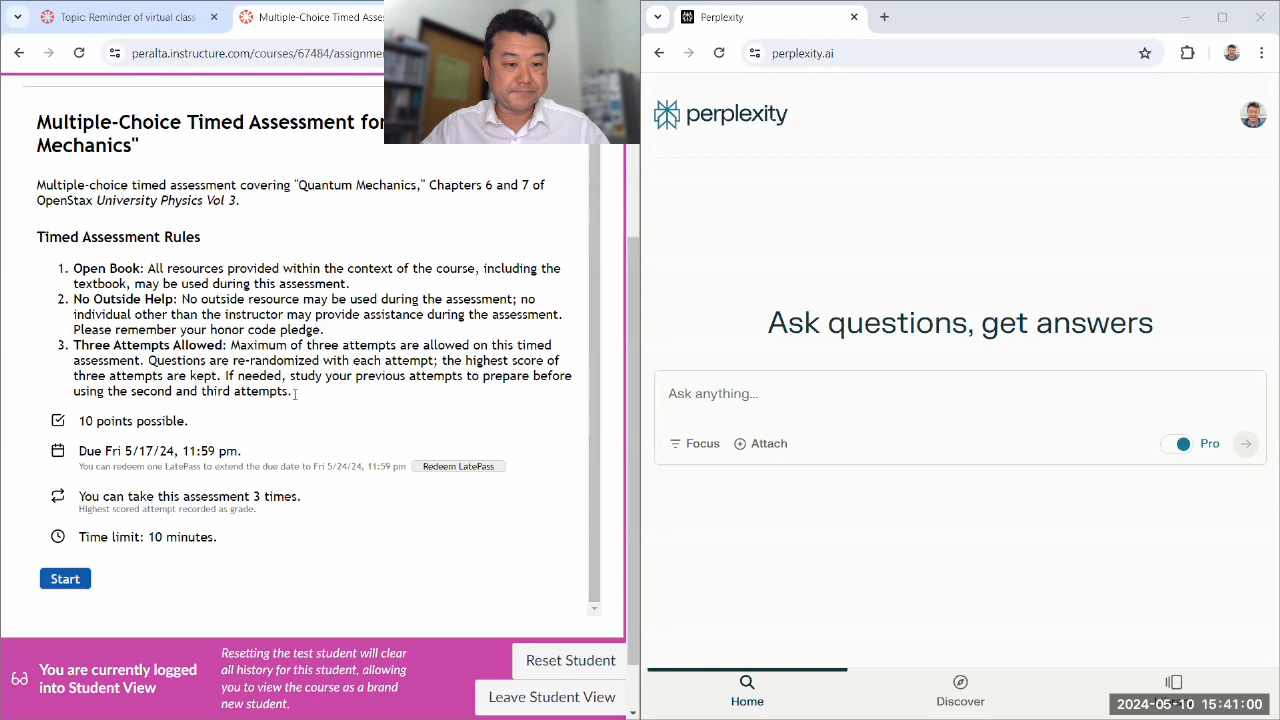 Topic: Reminder of virtual class
Multiple-Choice Timed Asse
peralta.instructure.com/courses/67484/assignme
Multiple-Choice Timed Assessment for
Mechanics"
Multiple-choice timed assessment covering "Quantum Mechanics," Chapters 6 and 7 of
OpenStax University Physics Vol 3.
Timed Assessment Rules
1. Open Book: All resources provided within the context of the course, including the
textbook, may be used during this assessment.
2. No Outside Help: No outside resource may be used during the assessment; no
individual other than the instructor may provide assistance during the assessment.
Please remember your honor code pledge.
3. Three Attempts Allowed: Maximum of three attempts are allowed on this timed
assessment. Questions are re-randomized with each attempt; the highest score of
three attempts are kept. If needed, study your previous attempts to prepare before
using the second and third attempts.
10 points possible.
Due Fri 5/17/24, 11:59 pm.
You can redeem one LatePass to extend the due date to Fri 5/24/24, 11:59 pm Redeem LatePass
You can take this assessment 3 times.
Highest scored attempt recorded as grade.
Time limit: 10 minutes.
Start
You are currently logged
into Student View
Resetting the test student will clear
all history for this student, allowing
you to view the course as a brand
new student.
Reset Student
Leave Student View
Perplexity
perplexity.ai
perplexity
Ask questions, get answers
Ask anything...
Focus Attach Pro
Home
Discover
2024-05-10 15:41:00